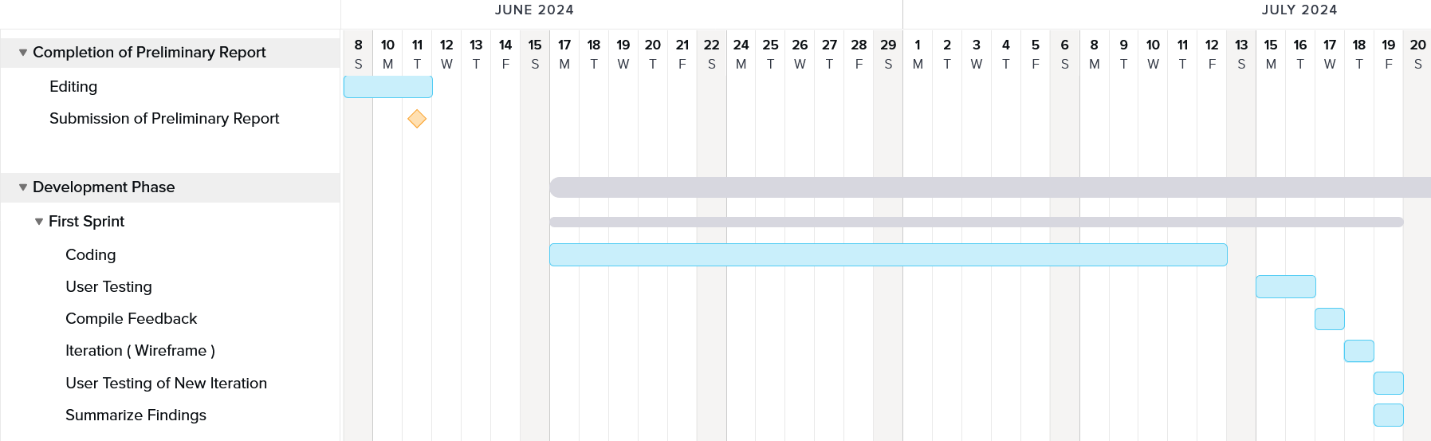 JUNE 2024 JULY 2024
8 10 11 12 13 14 15 17 18 19 20 21 22 24 25 26 27 28 29 1 2 3 4 5 6 8 9 10 11 12 13 15 16 17 18 19 20
S M T W T F S M T W T F S M T W T F S M T W T F S M T W T F S M T W T F S
Completion of Preliminary Report
Editing
Submission of Preliminary Report
Development Phase
First Sprint
Coding
User Testing
Compile Feedback
Iteration ( Wireframe )
User Testing of New Iteration
Summarize Findings